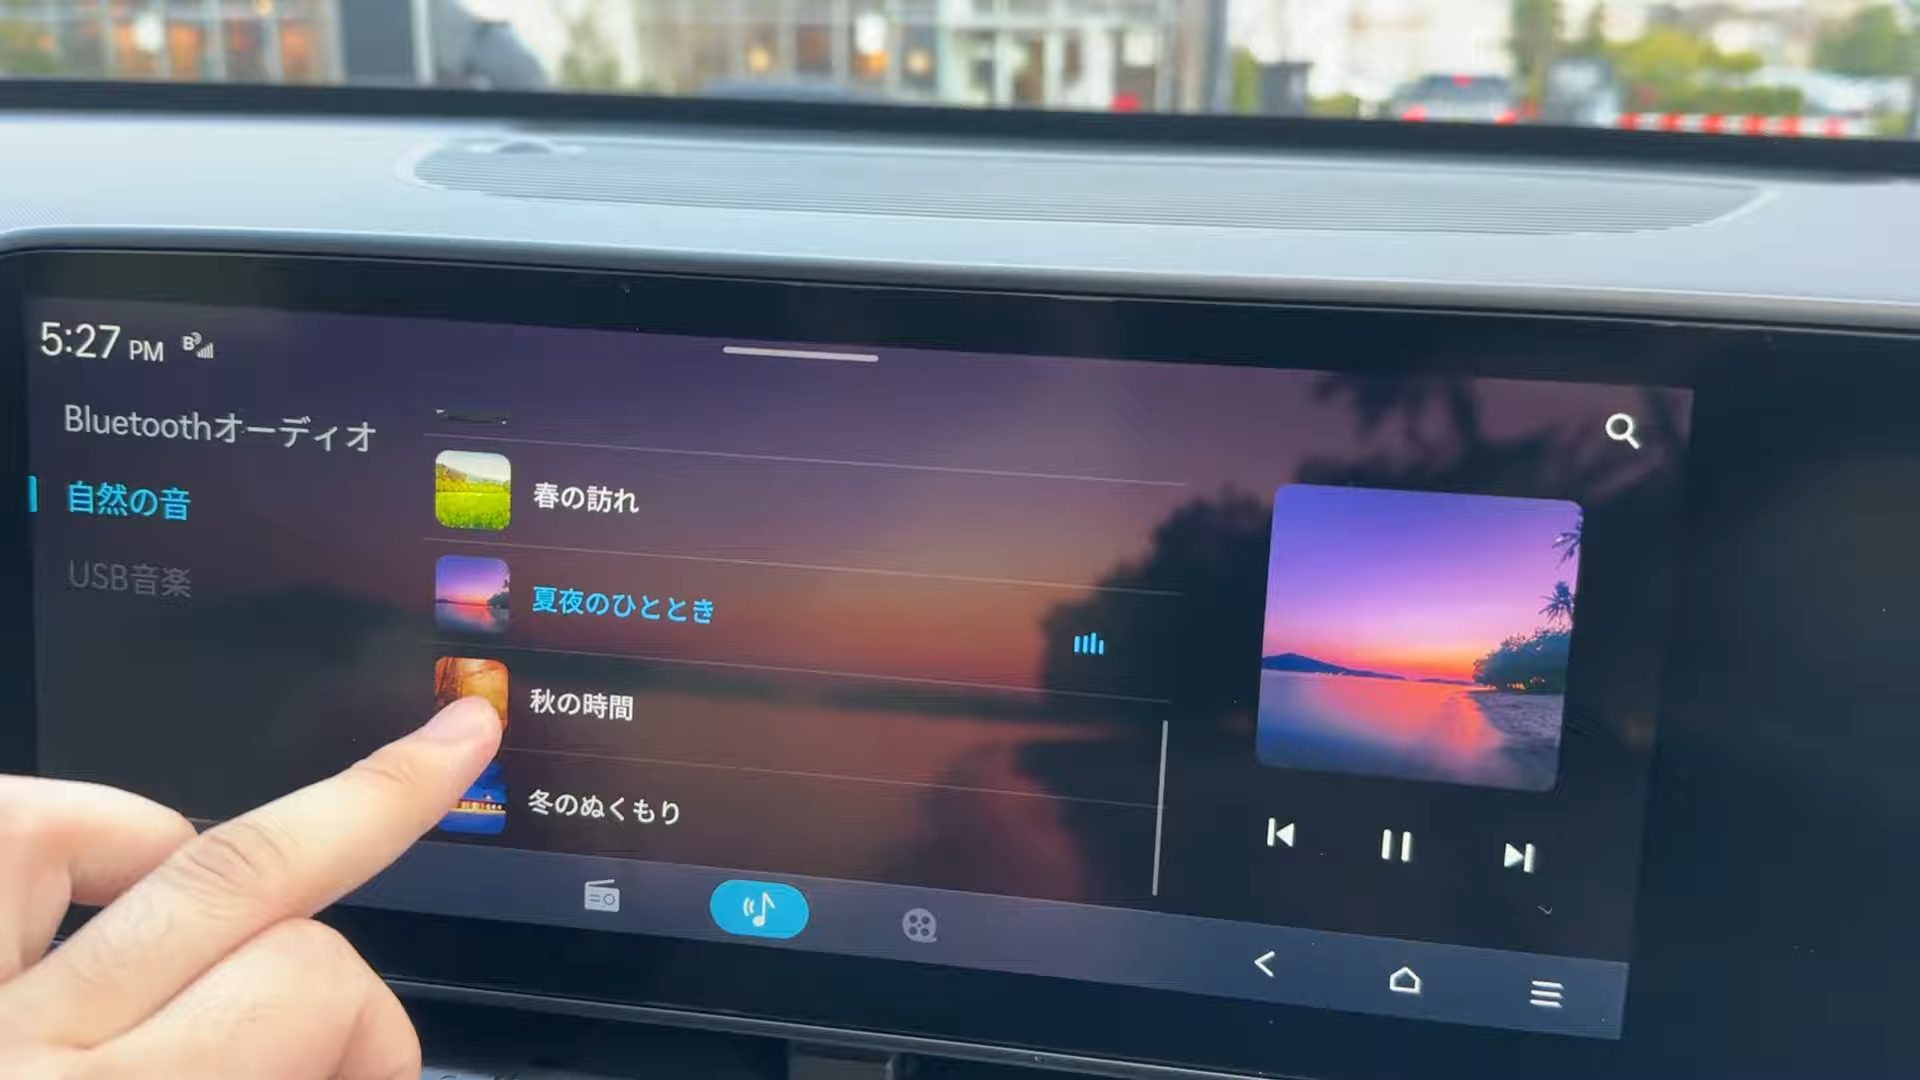 5:27 PM
Bluetoothオーディオ
自然の音
USB音楽
春の訪れ
夏夜のひととき
秋の時間
冬のぬくもり